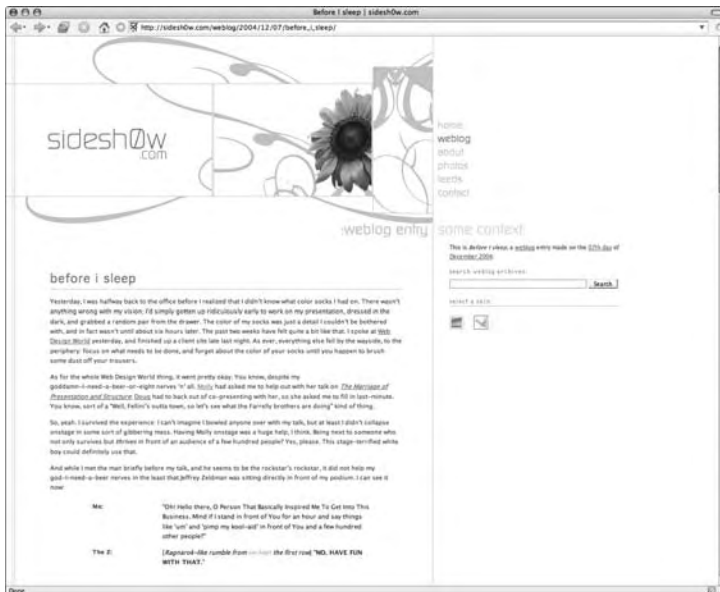 Before I sleep | sidesh0w.com
http://sidesh0w.com/weblog/2004/12/07/before_i_sleep/
sidesh0w
.com
home
weblog
about
photos
feeds
contact
weblog entry
some context
This is Before I sleep, a weblog entry made on the 07th day of
December 2004.
search weblog archives:
Search
select a skin:
before i sleep
Yesterday, I was halfway back to the office before I realized that I didn't know what color socks I had on. There wasn't
anything wrong with my vision; I'd simply gotten up ridiculously early to work on my presentation, dressed in the
dark, and grabbed a random pair from the drawer. The color of my socks was just a detail I couldn't be bothered
with, and in fact wasn't until about six hours later. The past two weeks have felt quite a bit like that. I spoke at Web
Design World yesterday, and finished up a client site late last night. As ever, everything else fell by the wayside, to the
periphery: focus on what needs to be done, and forget about the color of your socks until you happen to brush
some dust off your trousers.
As for the whole Web Design World thing, it went pretty okay. You know, despite my
goddamn-I-need-a-beer-or-eight nerves 'n' all. Molly had asked me to help out with her talk on The Marriage of
Presentation and Structure; Doug had to back out of co-presenting with her, so she asked me to fill in last-minute.
You know, sort of a "Well, Fellini's outta town, so let's see what the Farrelly brothers are doing" kind of thing.
So, yeah: I survived the experience. I can't imagine I bowled anyone over with my talk, but at least I didn't collapse
onstage in some sort of gibbering mess. Having Molly onstage was a huge help, I think. Being next to someone who
not only survives but thrives in front of an audience of a few hundred people? Yes, please. This stage-terrified white
boy could definitely use that.
And while I met the man briefly before my talk, and he seems to be the rockstar's rockstar, it did not help my
god-I-need-a-beer nerves in the least that Jeffrey Zeldman was sitting directly in front of my podium. I can see it
now:
Me: "Oh! Hello there, O Person That Basically Inspired Me To Get Into This
Business. Mind if I stand in front of You for an hour and say things
like 'um' and 'pimp my kool-aid' in front of You and a few hundred
other people?"
The Z: [Ragnarok-like rumble from the first row] "NO. HAVE FUN
WITH THAT."
Done